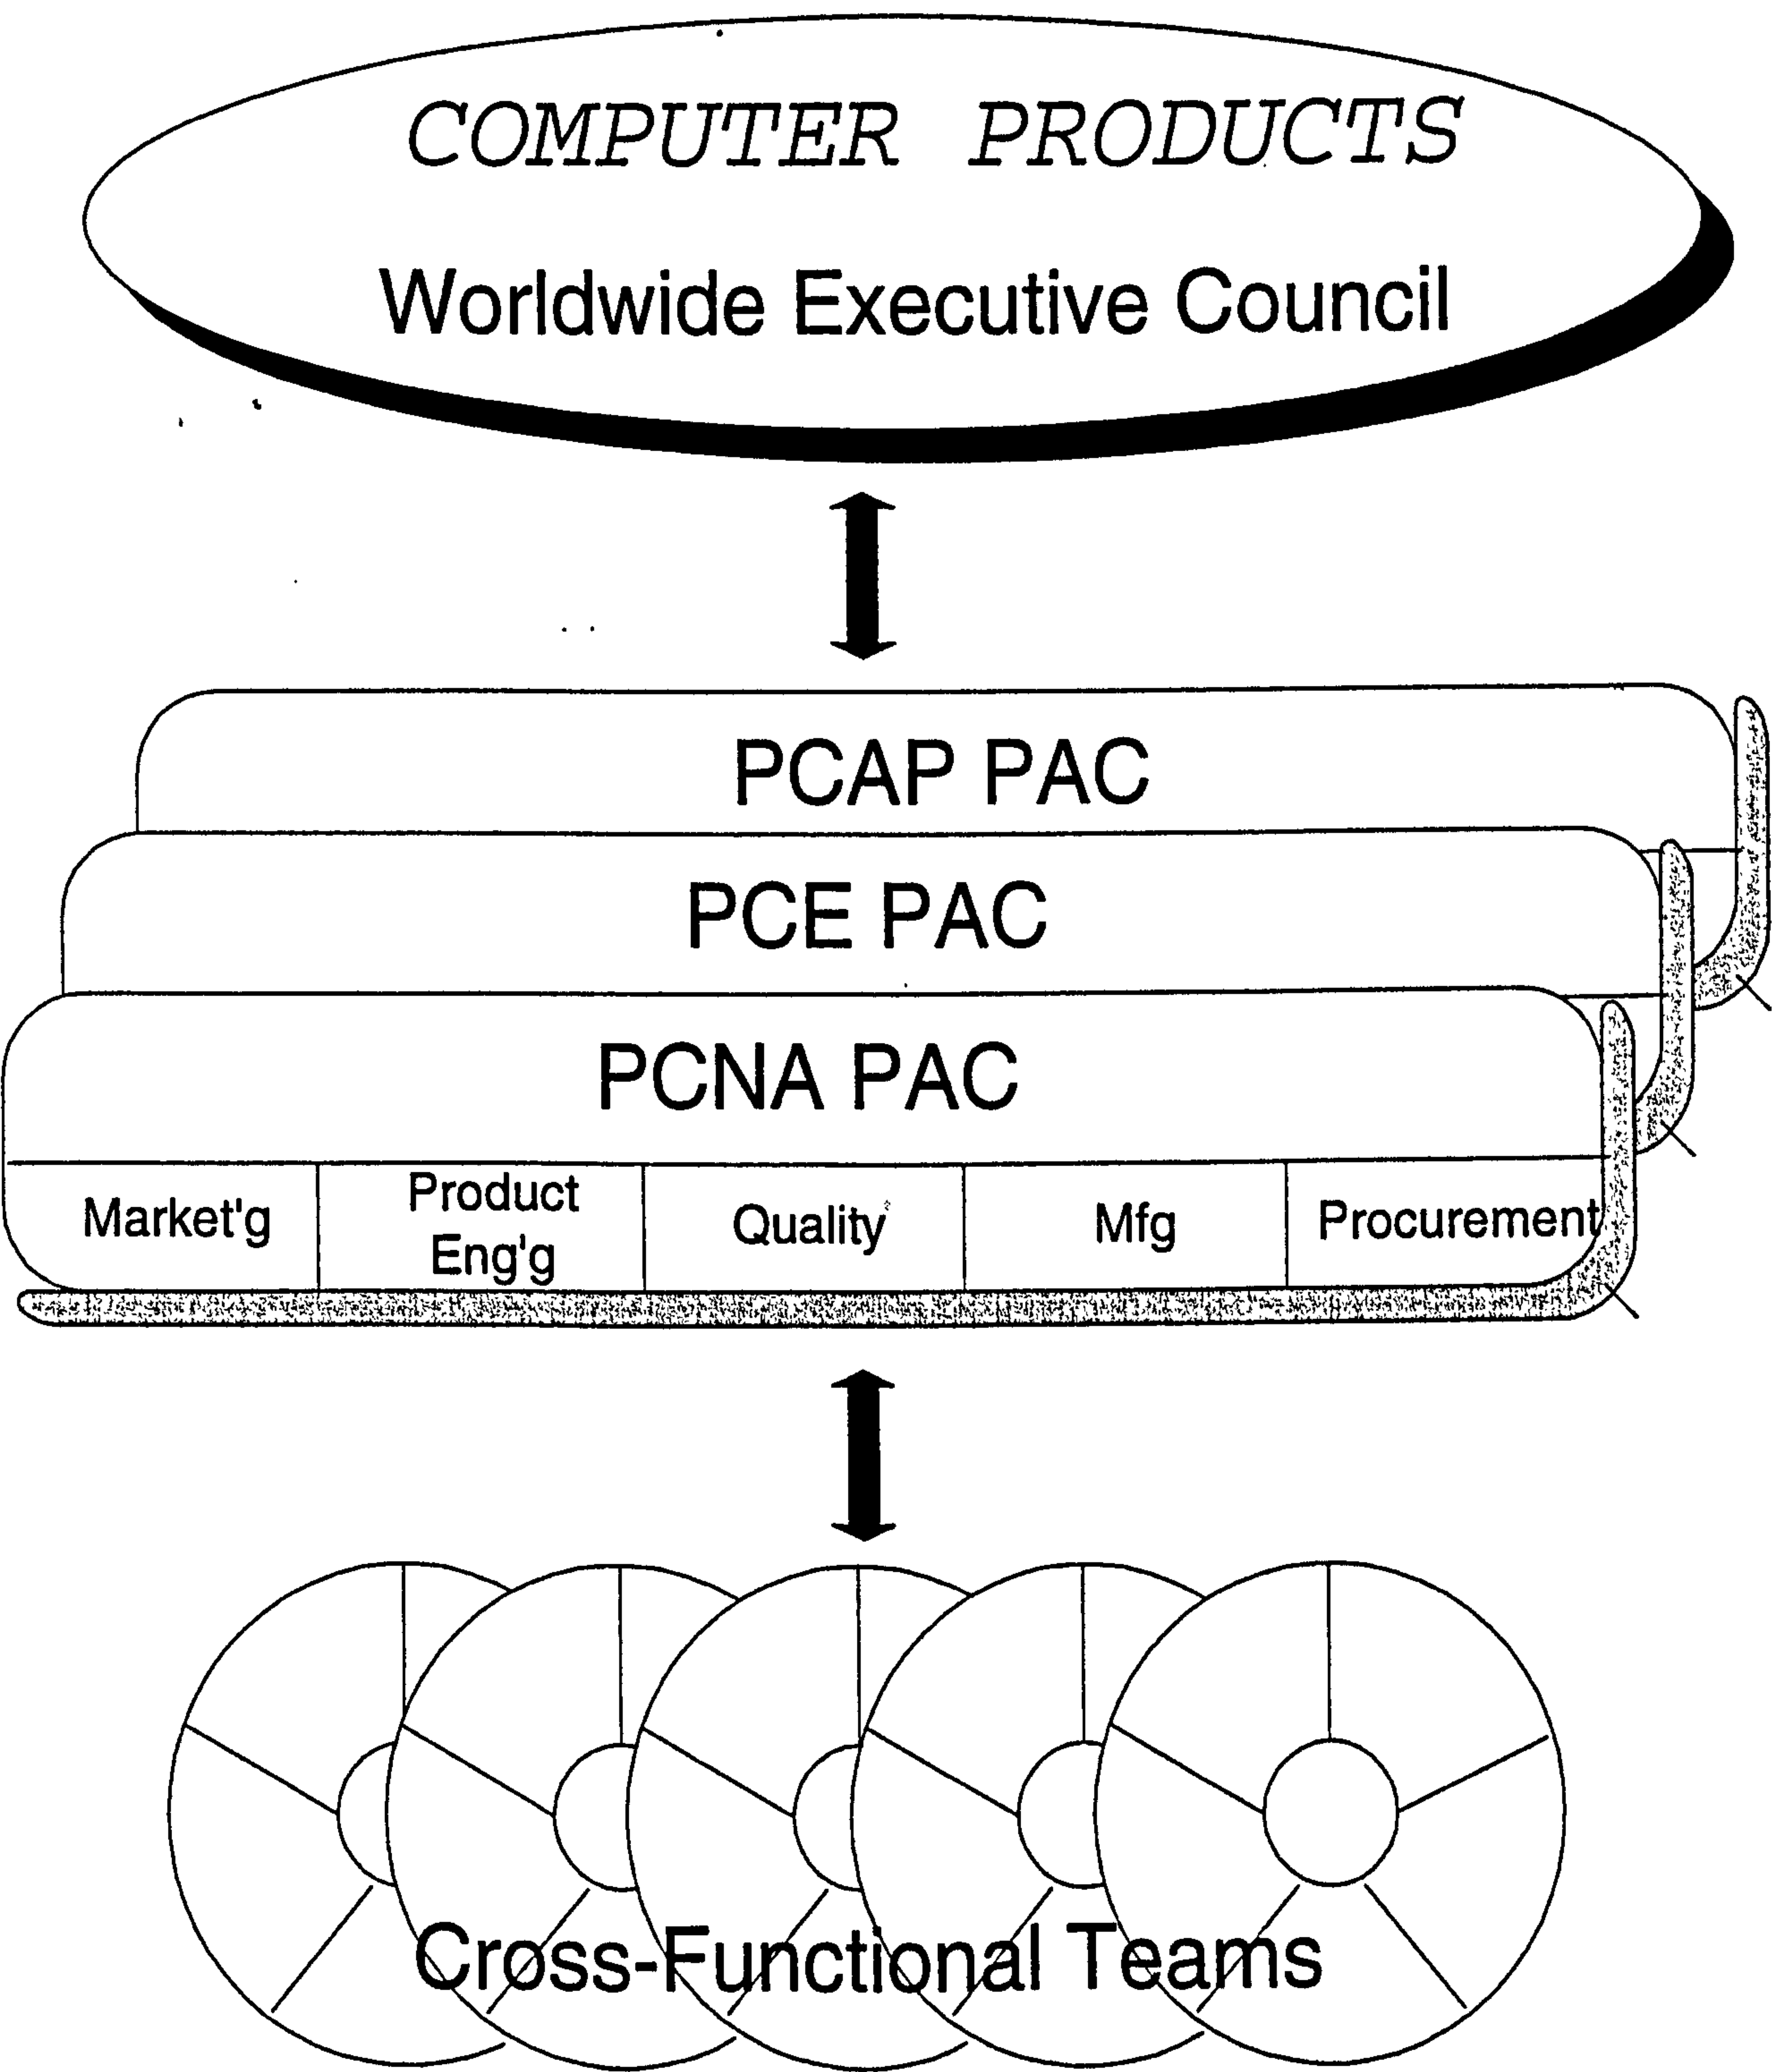 COMPUTER PRODUCTS
Worldwide Executive Council
PCAP PAC
PCE PAC
PCNA PAC
Market'g
Product
Eng'g
Quality
Mfg
Procurement
Cross-Functional Teams